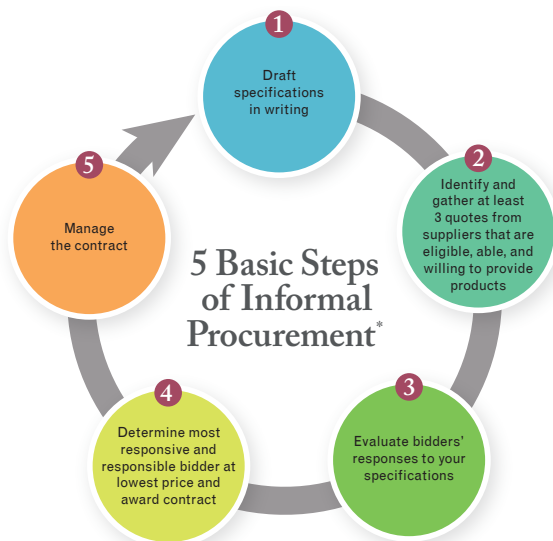 1
Draft
specifications
in writing
2
Identify and
gather at least
3 quotes from
suppliers that are
eligible, able, and
willing to provide
products
3
Evaluate bidders'
responses to your
specifications
4
Determine most
responsive and
responsible bidder at
lowest price and
award contract
5
Manage
the contract
5 Basic Steps
of Informal
Procurement*